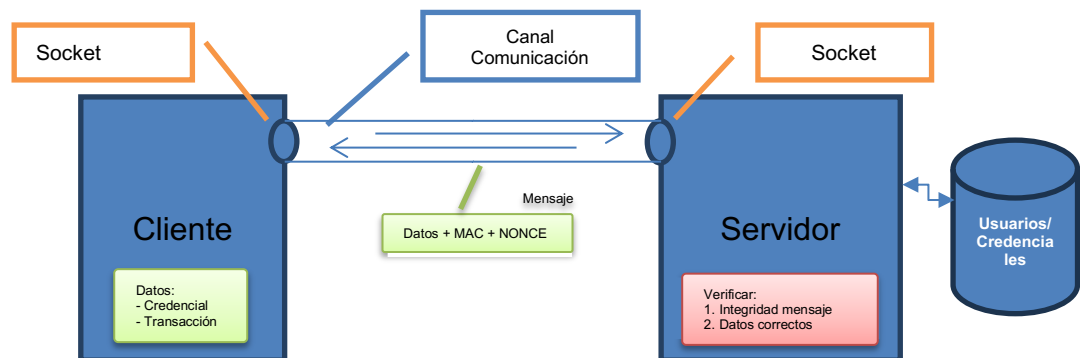 Socket
Canal
Comunicación
Socket
Cliente
Mensaje
Datos + MAC + NONCE
Servidor
Usuarios/
Credencia
les
Datos:
- Credencial
- Transacción
Verificar:
1. Integridad mensaje
2. Datos correctos